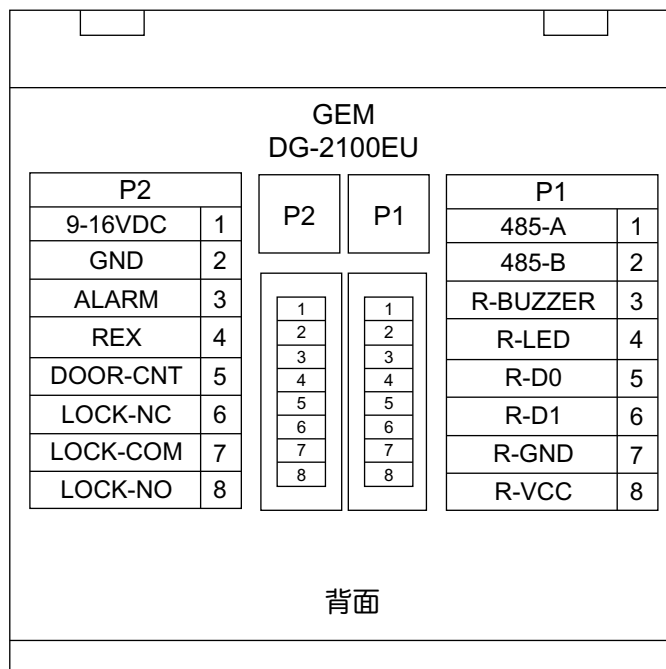 GEM
DG-2100EU
P2
9-16VDC 1
GND 2
ALARM 3
REX 4
DOOR-CNT 5
LOCK-NC 6
LOCK-COM 7
LOCK-NO 8
P2 P1
1 1
2 2
3 3
4 4
5 5
6 6
7 7
8 8
P1
485-A 1
485-B 2
R-BUZZER 3
R-LED 4
R-D0 5
R-D1 6
R-GND 7
R-VCC 8
背面